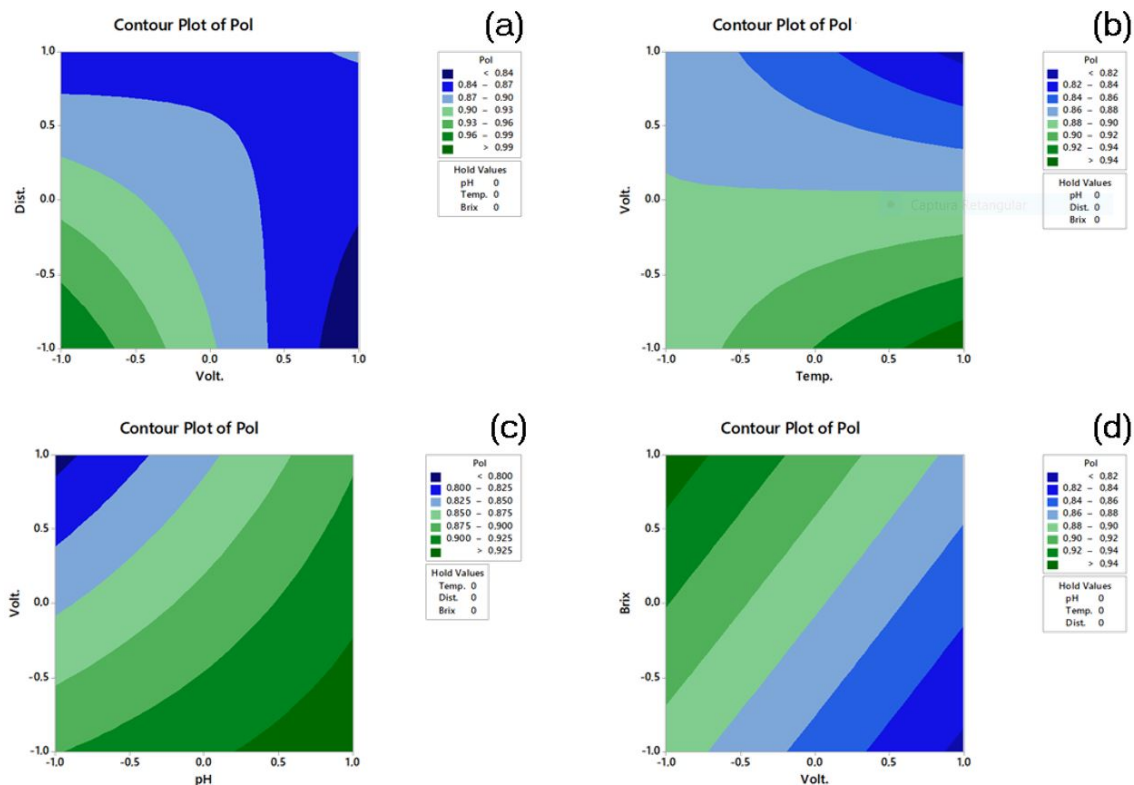 Contour Plot of Pol
(a)
1.0
0.5
0.0
-0.5
-1.0
Dist.
-1.0 -0.5 0.0 0.5 1.0
Volt.
Pol
< 0.84
0.84 – 0.87
0.87 – 0.90
0.90 – 0.93
0.93 – 0.96
0.96 – 0.99
> 0.99
Hold Values
pH 0
Temp. 0
Brix 0
Contour Plot of Pol
(b)
1.0
0.5
0.0
-0.5
-1.0
Volt.
-1.0 -0.5 0.0 0.5 1.0
Temp.
Pol
< 0.82
0.82 – 0.84
0.84 – 0.86
0.86 – 0.88
0.88 – 0.90
0.90 – 0.92
0.92 – 0.94
> 0.94
Hold Values
pH 0
Dist. 0
Brix 0
Captura Retangular
Contour Plot of Pol
(c)
1.0
0.5
0.0
-0.5
-1.0
Volt.
-1.0 -0.5 0.0 0.5 1.0
pH
Pol
< 0.800
0.800 – 0.825
0.825 – 0.850
0.850 – 0.875
0.875 – 0.900
0.900 – 0.925
> 0.925
Hold Values
Temp. 0
Dist. 0
Brix 0
Contour Plot of Pol
(d)
1.0
0.5
0.0
-0.5
-1.0
Brix
-1.0 -0.5 0.0 0.5 1.0
Volt.
Pol
< 0.82
0.82 – 0.84
0.84 – 0.86
0.86 – 0.88
0.88 – 0.90
0.90 – 0.92
0.92 – 0.94
> 0.94
Hold Values
pH 0
Temp. 0
Dist. 0